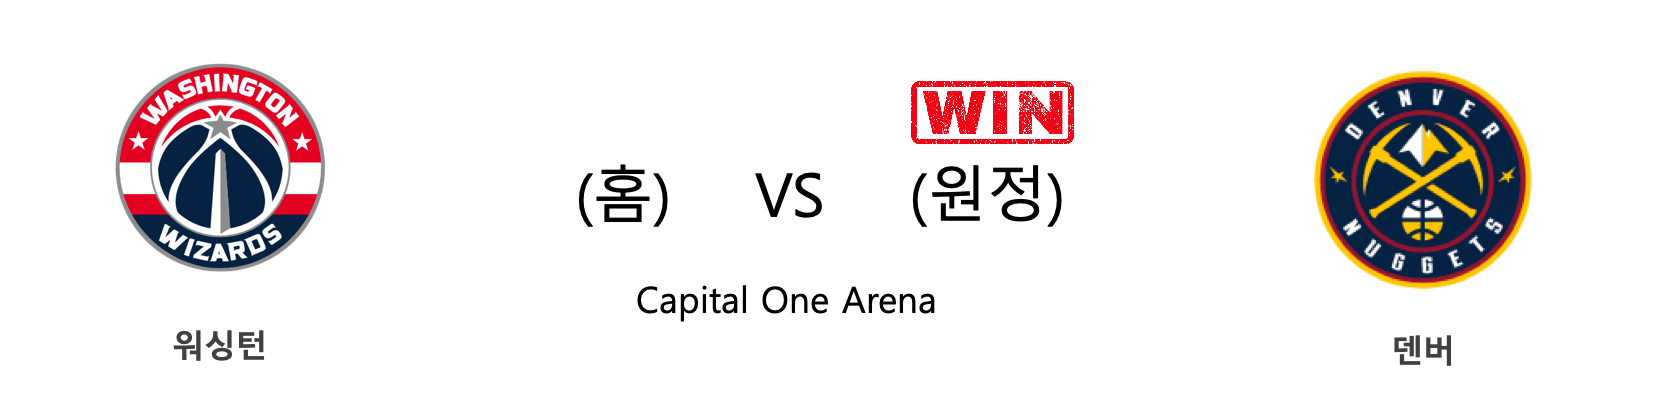 WASHINGTON
WIZARDS
워싱턴
WIN
(홈) VS (원정)
Capital One Arena
DENVER
NUGGETS
덴버